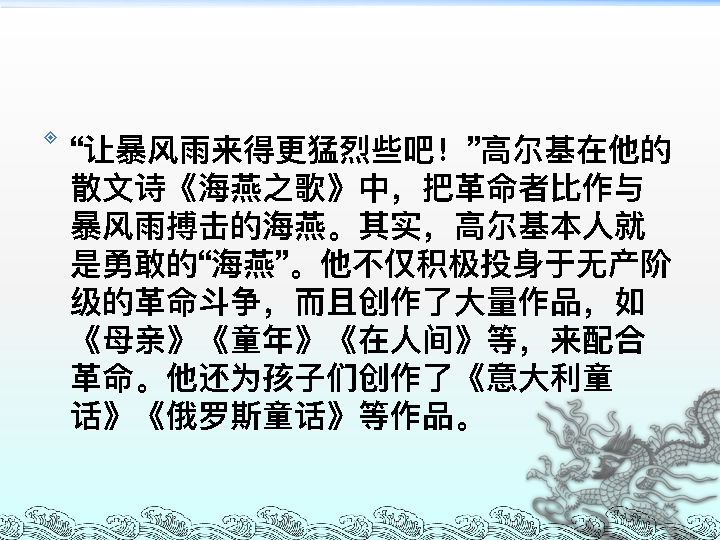 “让暴风雨来得更猛烈些吧！”高尔基在他的
散文诗《海燕之歌》中，把革命者比作与
暴风雨搏击的海燕。其实，高尔基本人就
是勇敢的“海燕”。他不仅积极投身于无产阶
级的革命斗争，而且创作了大量作品，如
《母亲》《童年》《在人间》等，来配合
革命。他还为孩子们创作了《意大利童
话》《俄罗斯童话》等作品。